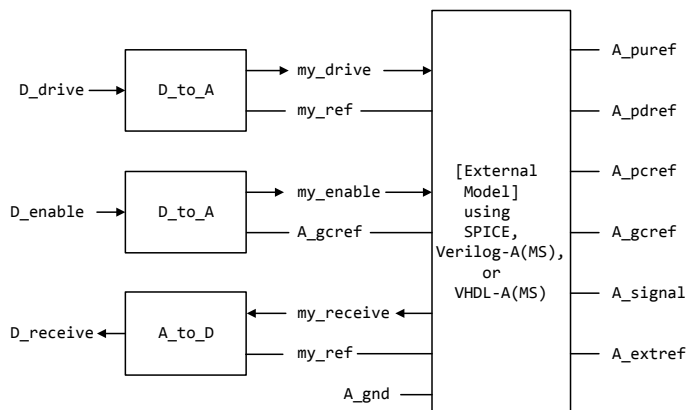 D_drive
D_to_A
my_drive
my_ref
D_enable
D_to_A
my_enable
A_gcref
D_receive
A_to_D
my_receive
my_ref
A_gnd
[External
Model]
using
SPICE,
Verilog-A(MS),
or
VHDL-A(MS)
A_puref
A_pdref
A_pcref
A_gcref
A_signal
A_extref